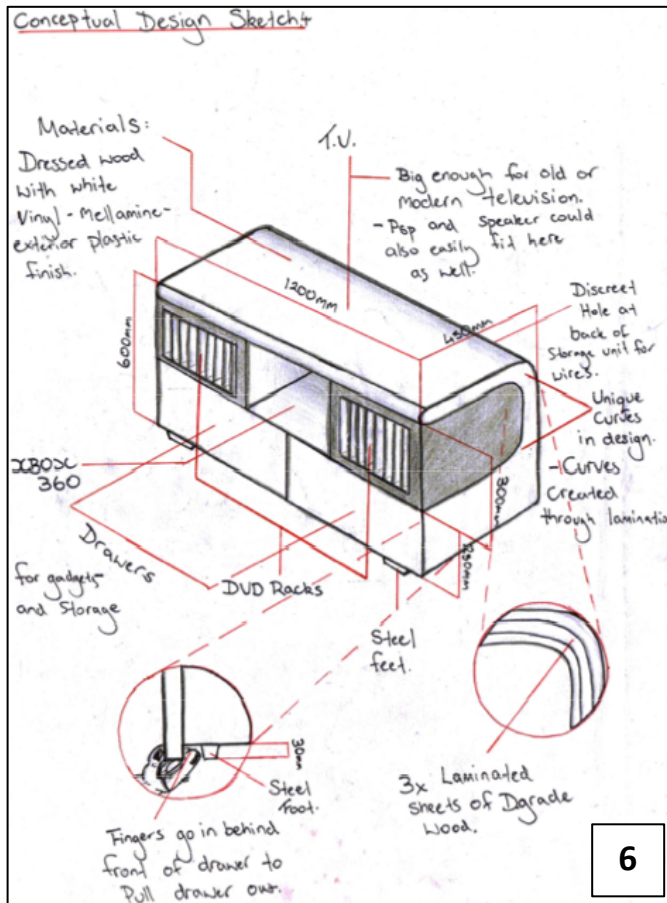 Conceptual Design Sketch 4
Materials:
Dressed wood
with white
Vinyl - Mellamine -
exterior plastic
finish.
T.V.
Big enough for old or
modern television.
- Psp and speaker could
also easily fit here
as well.
1200mm
450mm
600mm
Discreet
Hole at
back of
Storage unit for
wires.
Unique
Curves
in design.
- Curves
Created
through lamination
XBOX
360
300mm
250mm
Drawers
for gadgets
and Storage
DVD Racks
Steel
feet.
30mm
Steel
Foot.
Fingers go in behind
front of drawer to
Pull drawer out.
3x Laminated
sheets of Dgrade
Wood.
6